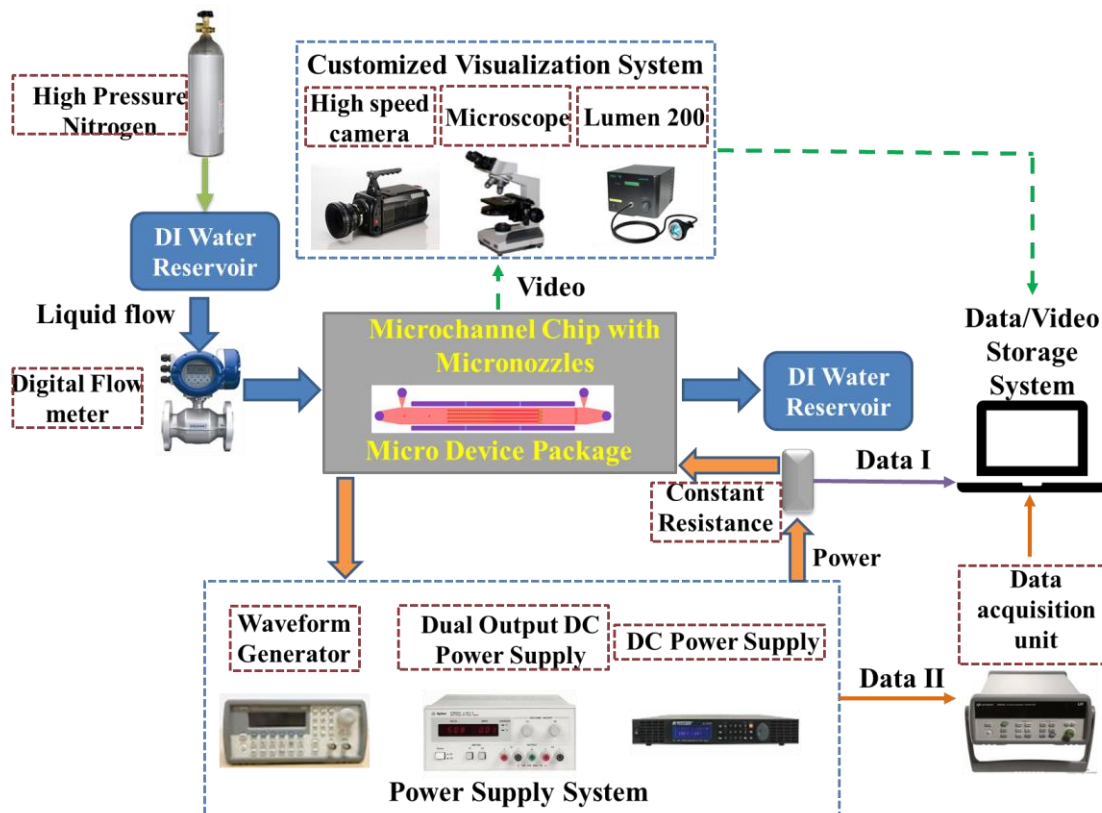 High Pressure
Nitrogen
Customized Visualization System
High speed
camera
Microscope
Lumen 200
DI Water
Reservoir
Liquid flow
Video
Digital Flow
meter
Microchannel Chip with
Micronozzles
Micro Device Package
DI Water
Reservoir
Data/Video
Storage
System
Data I
Constant
Resistance
Power
Waveform
Generator
Dual Output DC
Power Supply
DC Power Supply
Data II
Data
acquisition
unit
Power Supply System